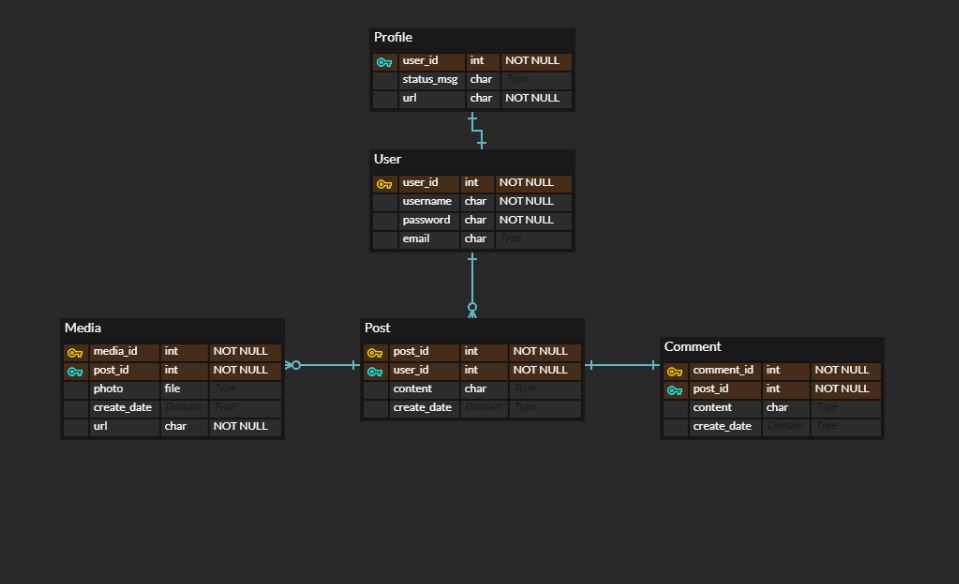 Profile
user_id int NOT NULL
status_msg char Type
url char NOT NULL
User
user_id int NOT NULL
username char NOT NULL
password char NOT NULL
email char Type
Media
media_id int NOT NULL
post_id int NOT NULL
photo file Type
create_date Domain Type
url char NOT NULL
Post
post_id int NOT NULL
user_id int NOT NULL
content char Type
create_date Domain Type
Comment
comment_id int NOT NULL
post_id int NOT NULL
content char Type
create_date Domain Type